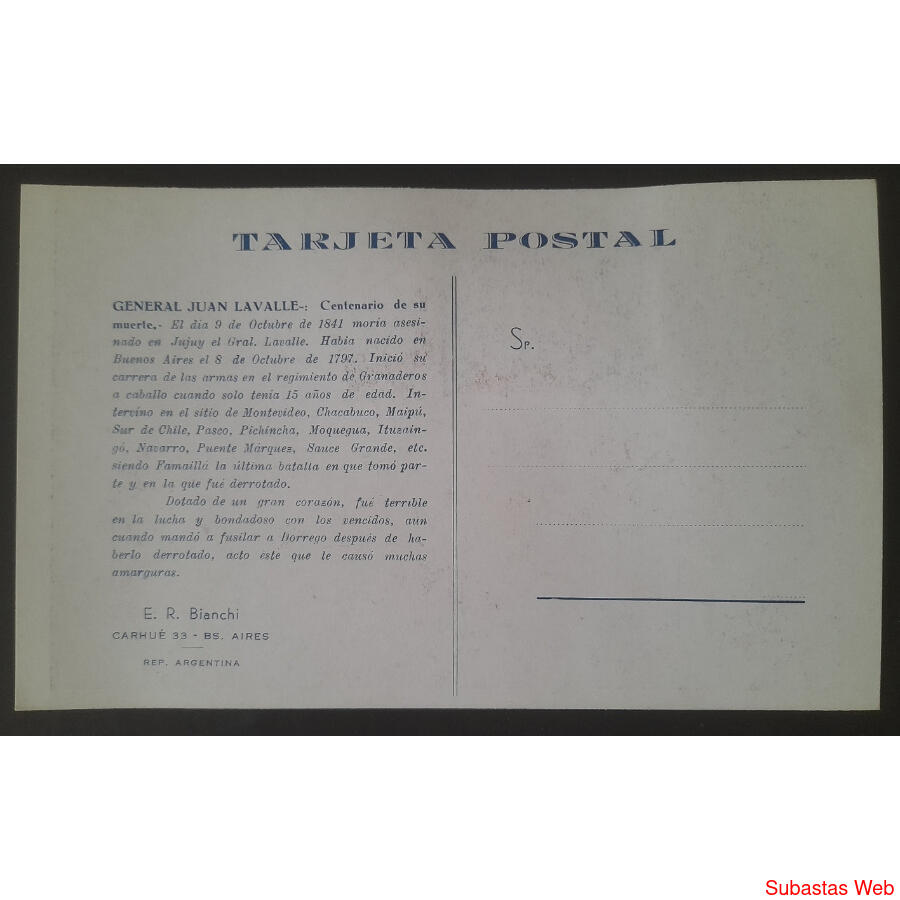 TARJETA POSTAL
GENERAL JUAN LAVALLE-: Centenario de su
muerte,- El dia 9 de Octubre de 1841 moria asesi-
nado en Jujuy el Gral. Lavalle. Había nacido en
Buenos Aires el 8 de Octubre de 1797. Inició su
carrera de las armas en el regimiento de Granaderos
a caballo cuando solo tenia 15 años de edad. In-
tervino en el sitio de Montevideo, Chacabuco, Maipú,
Sur de Chile, Pasco, Pichincha, Moquegua, Ituzain-
gó, Navarro, Puente Márquez, Sauce Grande, etc.
siendo Famaillá la última batalla en que tomó par-
te y en la que fué derrotado.
Dotado de un gran corazón, fué terrible
en la lucha y bondadoso con los vencidos, aun
cuando mandó a fusilar a Dorrego después de ha-
berlo derrotado, acto este que le causó muchas
amarguras.
E. R. Bianchi
CARHUÉ 33 - BS. AIRES
REP. ARGENTINA
Sp.
Subastas Web